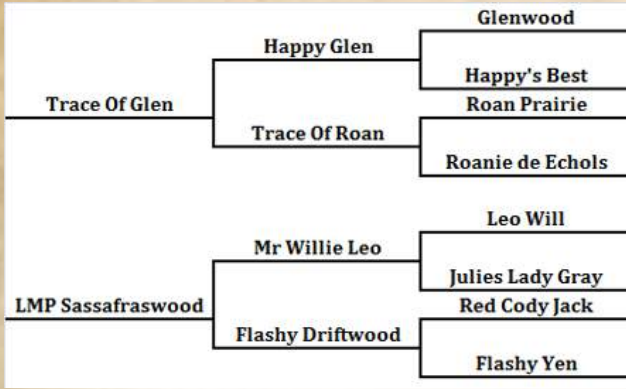 Glenwood
Happy Glen
Happy's Best
Trace Of Glen
Roan Prairie
Trace Of Roan
Roanie de Echols
Leo Will
Mr Willie Leo
Julies Lady Gray
LMP Sassafraswood
Red Cody Jack
Flashy Driftwood
Flashy Yen